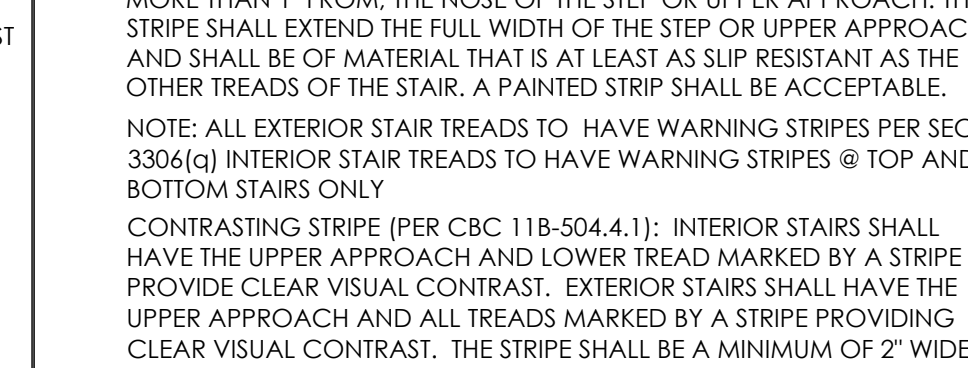 MORE THAN 1" FROM, THE NOSE OF THE STEP OR UPPER APPROACH.
ST
STRIPE SHALL EXTEND THE FULL WIDTH OF THE STEP OR UPPER APPROAC
AND SHALL BE OF MATERIAL THAT IS AT LEAST AS SLIP RESISTANT AS THE
OTHER TREADS OF THE STAIR. A PAINTED STRIP SHALL BE ACCEPTABLE.
NOTE: ALL EXTERIOR STAIR TREADS TO HAVE WARNING STRIPES PER SEC
3306(q) INTERIOR STAIR TREADS TO HAVE WARNING STRIPES @ TOP AND
BOTTOM STAIRS ONLY
CONTRASTING STRIPE (PER CBC 11B-504.4.1): INTERIOR STAIRS SHALL
HAVE THE UPPER APPROACH AND LOWER TREAD MARKED BY A STRIPE
PROVIDE CLEAR VISUAL CONTRAST. EXTERIOR STAIRS SHALL HAVE THE
UPPER APPROACH AND ALL TREADS MARKED BY A STRIPE PROVIDING
CLEAR VISUAL CONTRAST. THE STRIPE SHALL BE A MINIMUM OF 2" WIDE